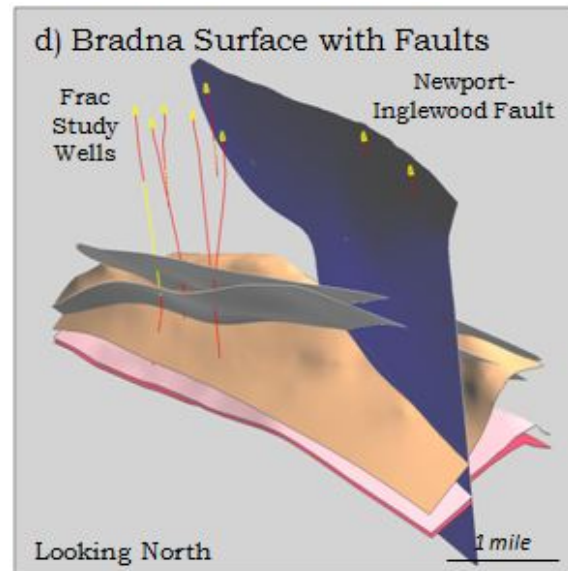 d) Bradna Surface with Faults
Frac
Study
Wells
Newport-
Inglewood Fault
Looking North
1 mile